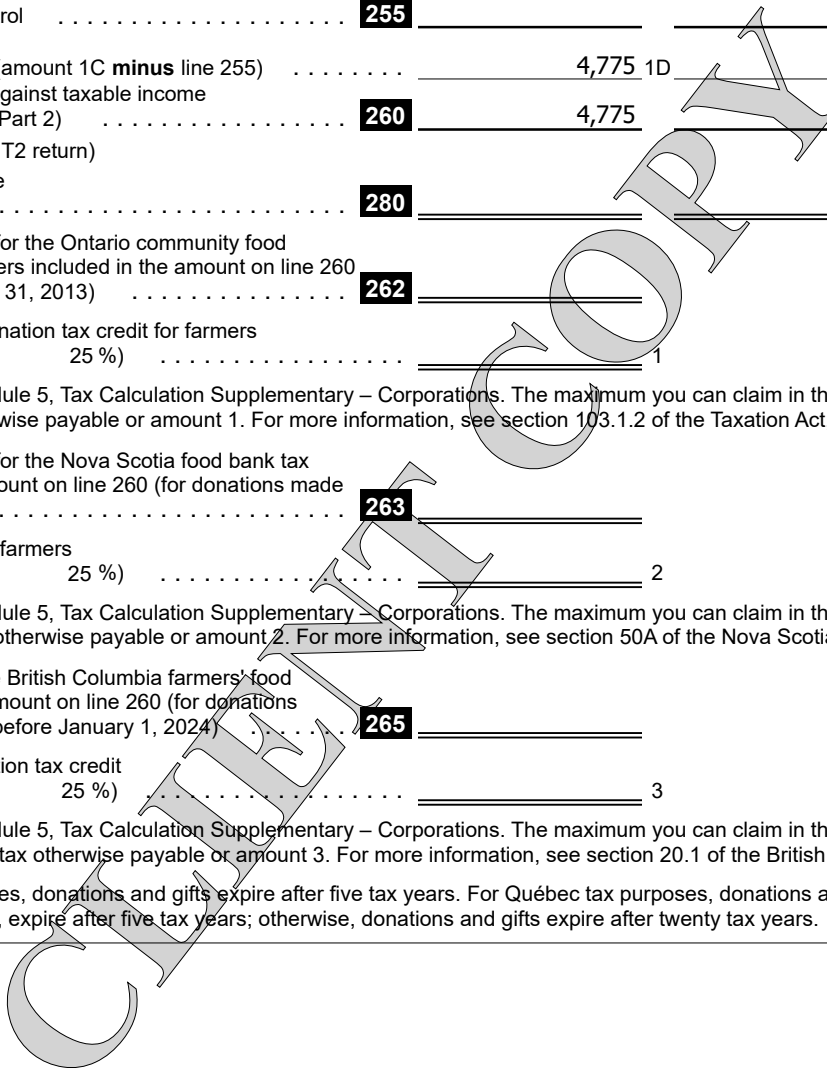 rol . . . . . . . . . . . . . . . . . . . . . . . . 255
(amount 1C minus line 255) . . . . . . . . 4,775 1D
gainst taxable income
Part 2) . . . . . . . . . . . . . . . . . . . . 260 4,775
T2 return)
e
. . . . . . . . . . . . . . . . . . . . . . . . . . . . . 280
for the Ontario community food
ers included in the amount on line 260
31, 2013) . . . . . . . . . . . . . . . . . . 262
nation tax credit for farmers
25 %) . . . . . . . . . . . . . . . . . . . . 1
dule 5, Tax Calculation Supplementary – Corporations. The maximum you can claim in th
wise payable or amount 1. For more information, see section 103.1.2 of the Taxation Act
for the Nova Scotia food bank tax
ount on line 260 (for donations made
. . . . . . . . . . . . . . . . . . . . . . . . . . . . . 263
farmers
25 %) . . . . . . . . . . . . . . . . . . . . 2
dule 5, Tax Calculation Supplementary – Corporations. The maximum you can claim in th
otherwise payable or amount 2. For more information, see section 50A of the Nova Scotia
British Columbia farmers' food
mount on line 260 (for donations
before January 1, 2024) . . . . . . . . . 265
tion tax credit
25 %) . . . . . . . . . . . . . . . . . . . . . 3
dule 5, Tax Calculation Supplementary – Corporations. The maximum you can claim in th
tax otherwise payable or amount 3. For more information, see section 20.1 of the British
es, donations and gifts expire after five tax years. For Québec tax purposes, donations a
, expire after five tax years; otherwise, donations and gifts expire after twenty tax years.
CLIENT COPY